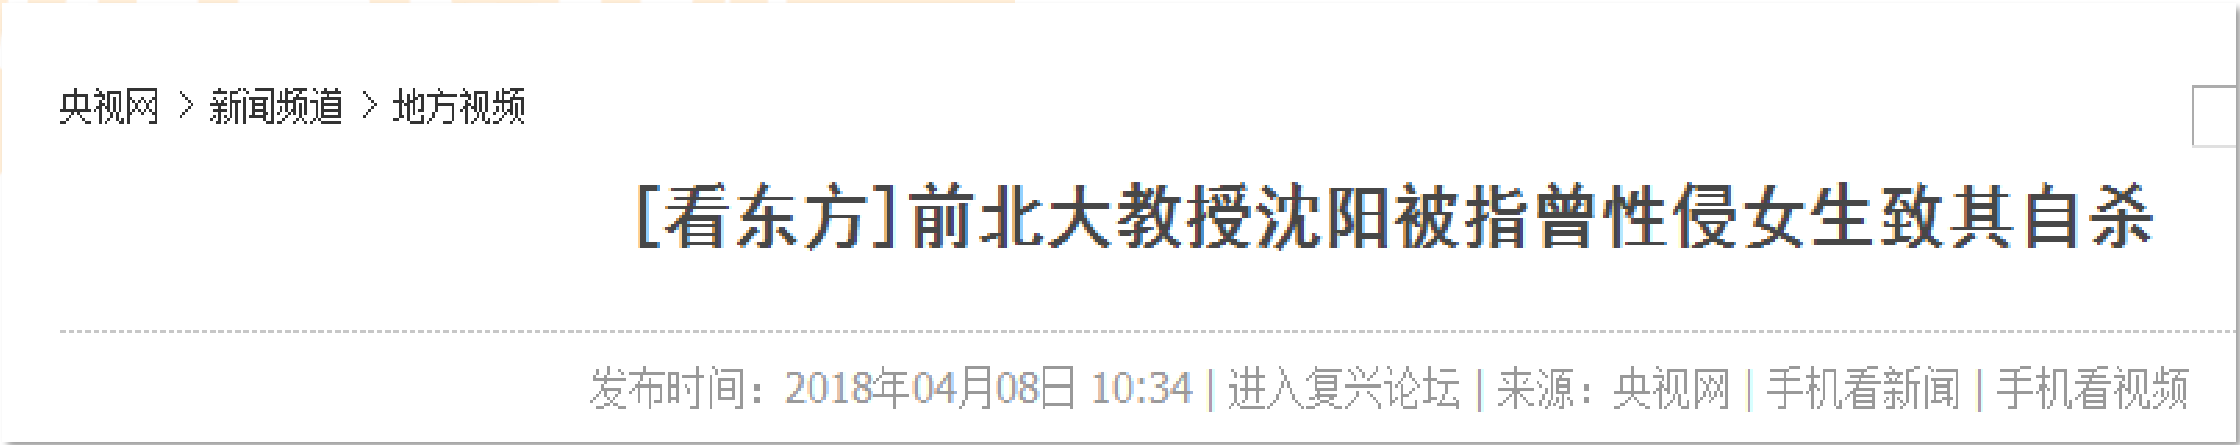 央视网 > 新闻频道 > 地方视频
[看东方]前北大教授沈阳被指曾性侵女生致其自杀
发布时间：2018年04月08日 10:34 | 进入复兴论坛 | 来源：央视网 | 手机看新闻 | 手机看视频